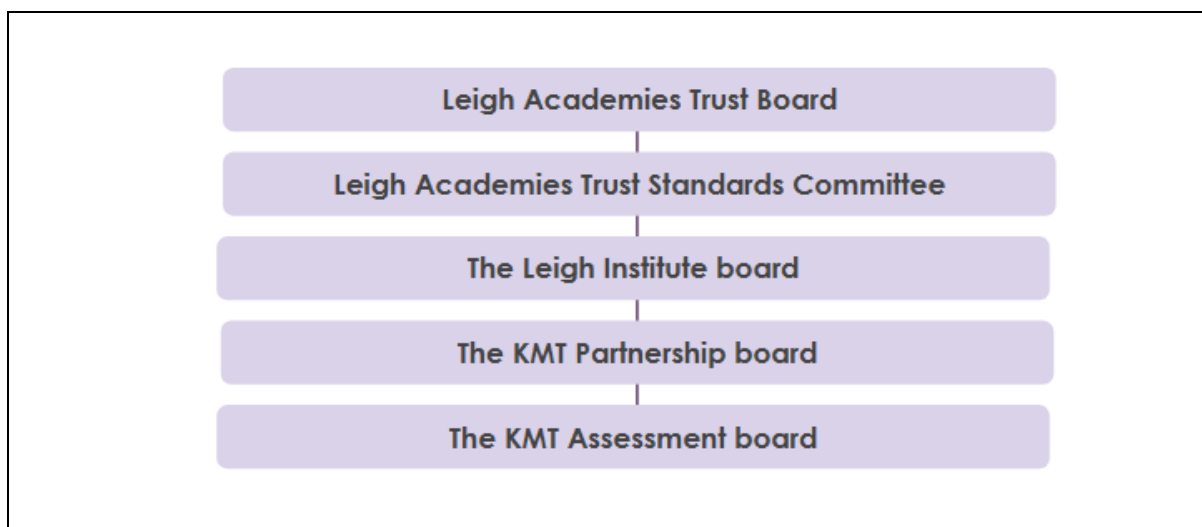 Leigh Academies Trust Board
Leigh Academies Trust Standards Committee
The Leigh Institute board
The KMT Partnership board
The KMT Assessment board